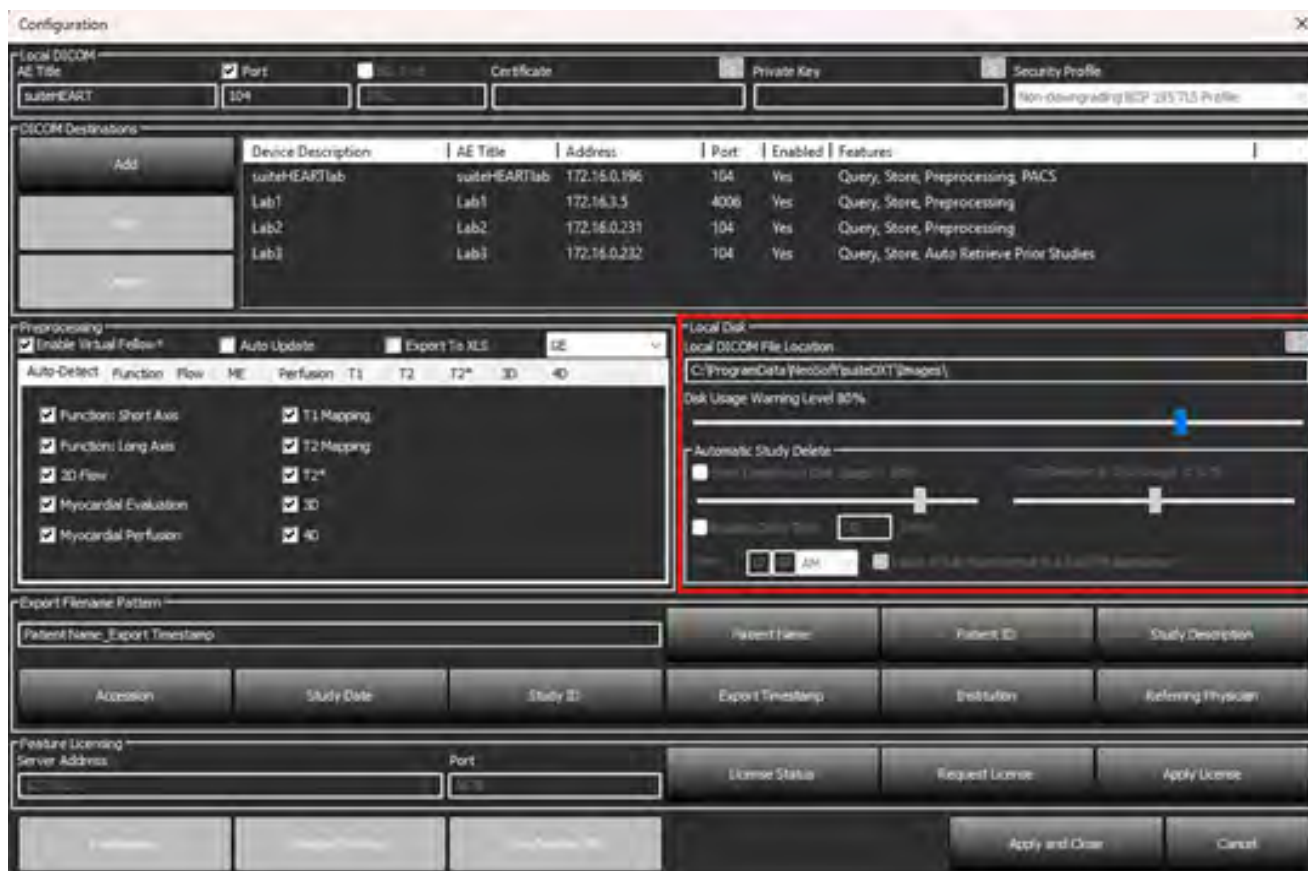 Configuration
Local DICOM
AE Title Port Certificate Private Key Security Profile
suiteHEART 104
DICOM Destinations
Add
Device Description AE Title Address Port Enabled Features
suiteHEARTlab suiteHEARTlab 172.16.0.196 104 Yes Query, Store, Preprocessing, PACS
Lab1 Lab1 172.16.3.5 4006 Yes Query, Store, Preprocessing
Lab2 Lab2 172.16.0.231 104 Yes Query, Store, Preprocessing
Lab3 Lab3 172.16.0.232 104 Yes Query, Store, Auto Retrieve Prior Studies
Preprocessing
Enable Virtual Fellow® Auto Update Export To XLS GE
Auto-Detect Function Flow ME Perfusion T1 T2 T2* 3D 4D
Function: Short Axis T1 Mapping
Function: Long Axis T2 Mapping
2D Flow T2*
Myocardial Evaluation 3D
Myocardial Perfusion 4D
Local Disk
Local DICOM File Location
C:\ProgramData\NeoSoft\suiteDXT\Images\
Disk Usage Warning Level 80%
Automatic Study Delete
AM
Export Filename Pattern
Patient Name_Export Timestamp
Patient Name Patient ID Study Description
Accession Study Date Study ID Export Timestamp Institution Referring Physician
Feature Licensing
Server Address Port
License Status Request License Apply License
Apply and Close Cancel